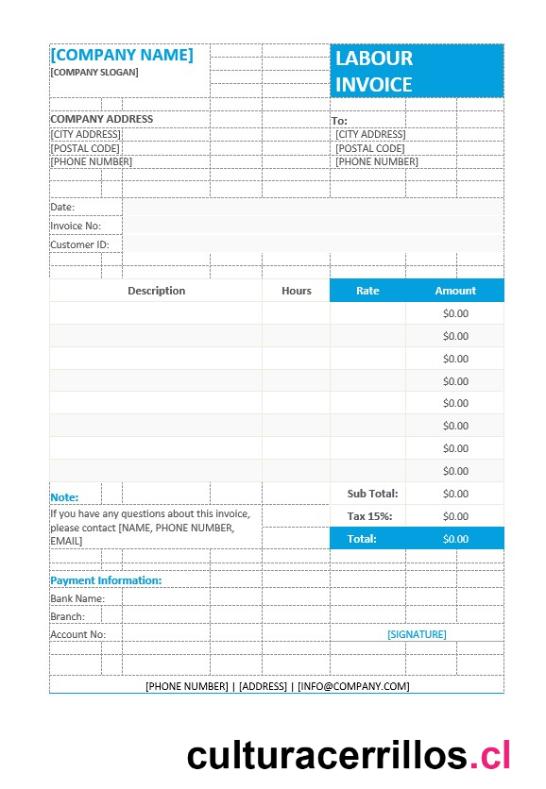 [COMPANY NAME]
[COMPANY SLOGAN]
LABOUR
INVOICE
COMPANY ADDRESS
[CITY ADDRESS]
[POSTAL CODE]
[PHONE NUMBER]
To:
[CITY ADDRESS]
[POSTAL CODE]
[PHONE NUMBER]
Date:
Invoice No:
Customer ID:
Description Hours Rate Amount
$0.00
$0.00
$0.00
$0.00
$0.00
$0.00
$0.00
$0.00
Sub Total: $0.00
Tax 15%: $0.00
Total: $0.00
Note:
If you have any questions about this invoice,
please contact [NAME, PHONE NUMBER,
EMAIL]
Payment Information:
Bank Name:
Branch:
Account No:
[SIGNATURE]
[PHONE NUMBER] | [ADDRESS] | [INFO@COMPANY.COM]
culturacerrillos.cl